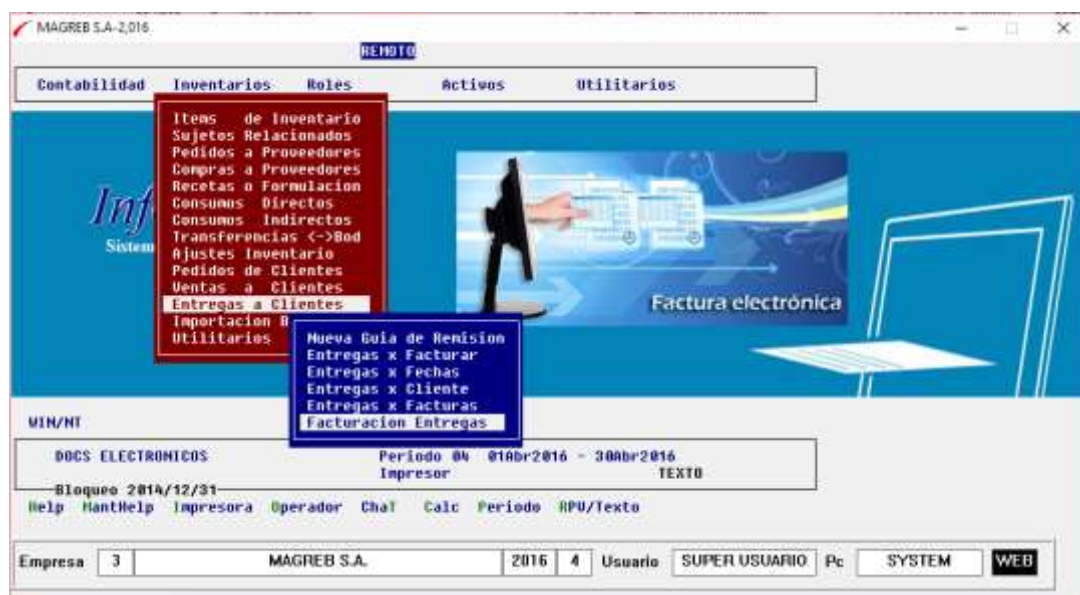 MAGREB S.A-2,016
REMOTO
Contabilidad Inventarios Roles Activos Utilitarios
Items de Inventario
Sujetos Relacionados
Pedidos a Proveedores
Compras a Proveedores
Recetas o Formulacion
Consumos Directos
Consumos Indirectos
Transferencias <->Bod
Ajustes Inventario
Pedidos de Clientes
Ventas a Clientes
Entregas a Clientes
Importacion B
Utilitarios
Nueva Guia de Remision
Entregas x Facturar
Entregas x Fechas
Entregas x Cliente
Entregas x Facturas
Facturacion Entregas
Inf
Sistem
Factura electrónica
WIN/NT
DOCS ELECTRONICOS Periodo 04 01Abr2016 - 30Abr2016
Impresor TEXTO
Bloqueo 2014/12/31
Help MantHelp Impresora Operador ChaT Calc Periodo RPV/Texto
Empresa 3 MAGREB S.A. 2016 4 Usuario SUPER USUARIO Pc SYSTEM WEB